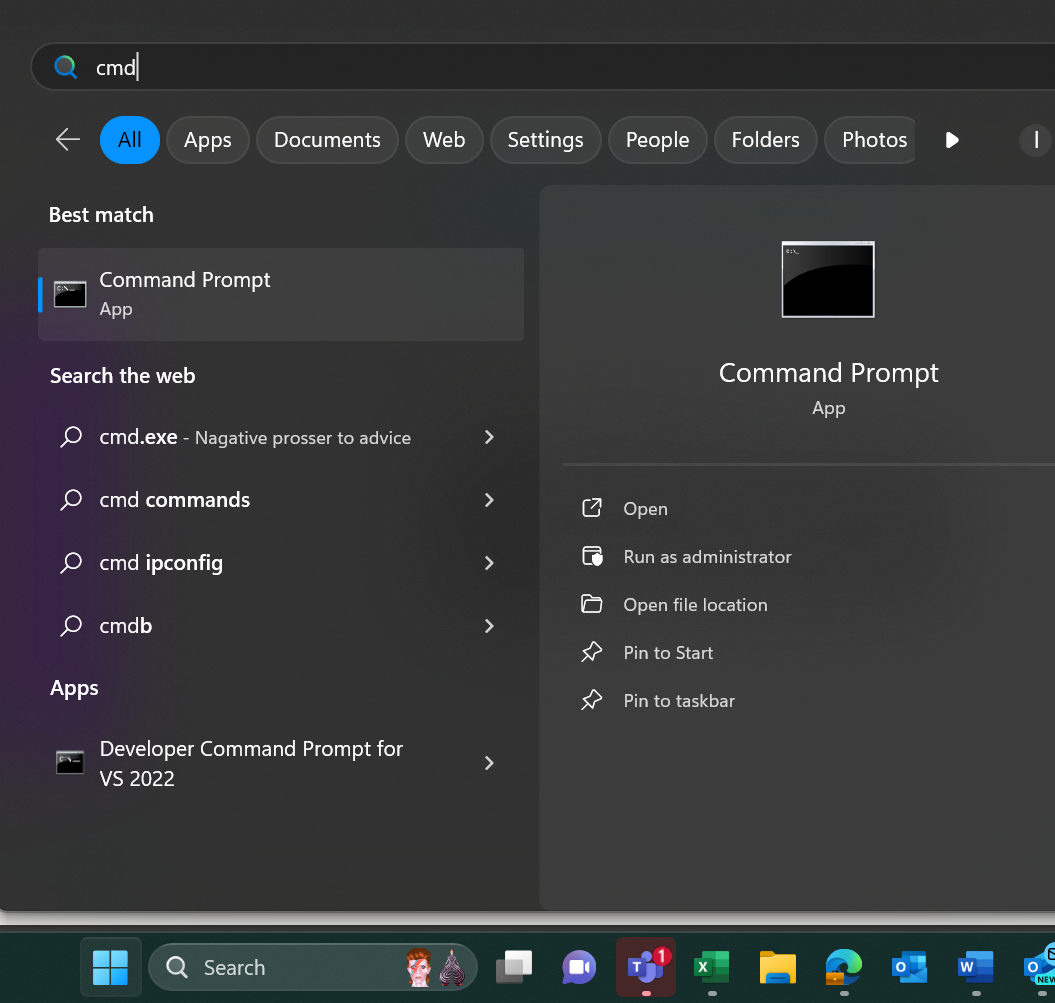 cmd
All Apps Documents Web Settings People Folders Photos I
Best match
Command Prompt
App
Search the web
cmd.exe - Nagative prosser to advice
cmd commands
cmd ipconfig
cmdb
Apps
Developer Command Prompt for
VS 2022
C:\_
Command Prompt
App
Open
Run as administrator
Open file location
Pin to Start
Pin to taskbar
Search
T 1 X O W O NEW